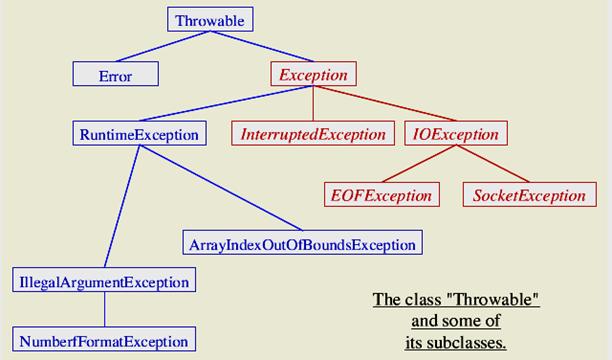 Throwable
Error
Exception
RuntimeException
InterruptedException
IOException
EOFException
SocketException
ArrayIndexOutOfBoundsException
IllegalArgumentException
NumberfFormatException
The class "Throwable"
and some of
its subclasses.